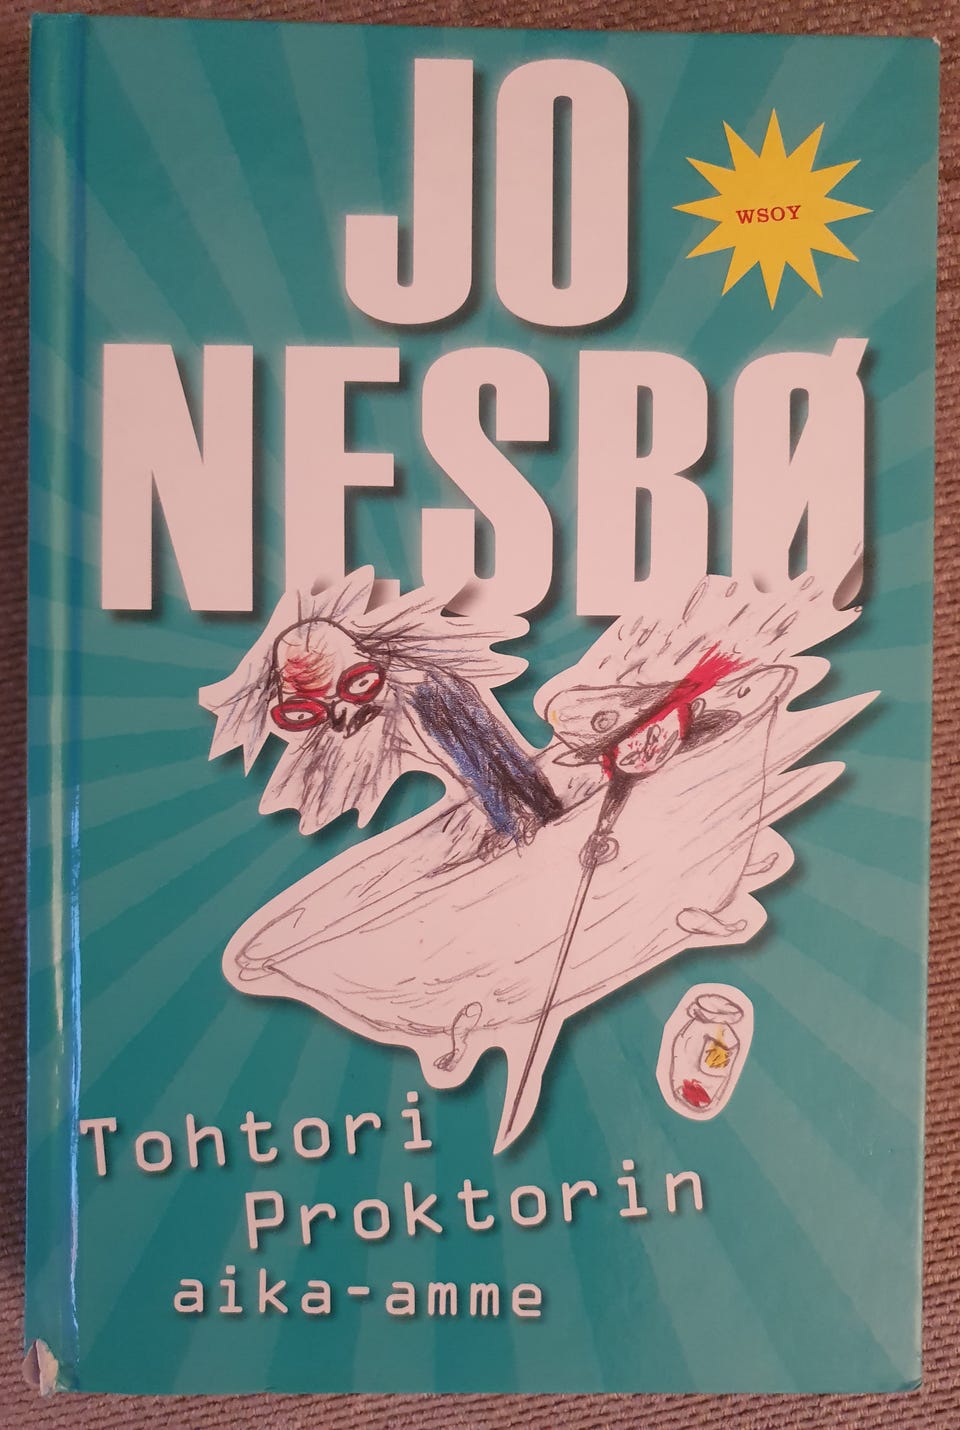 JO
WSOY
NESBØ
Tohtori
Proktorin
aika-amme